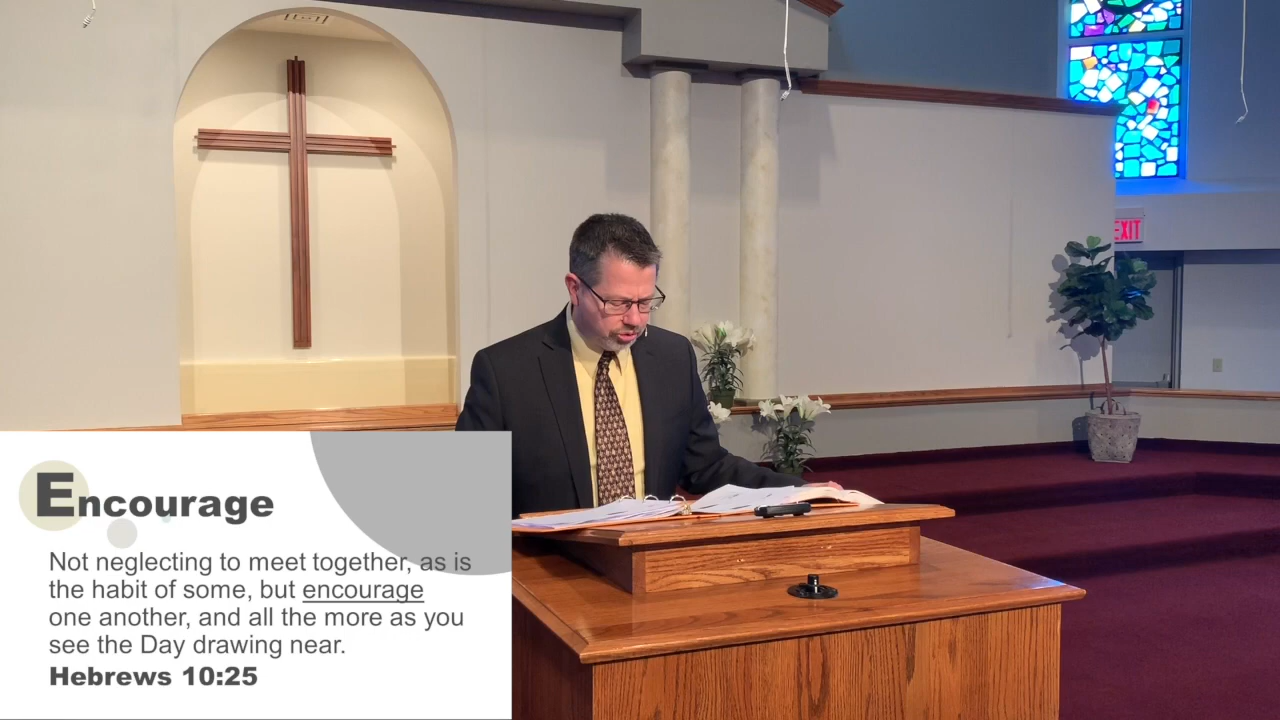 Encourage
Not neglecting to meet together, as is
the habit of some, but encourage
one another, and all the more as you
see the Day drawing near.
Hebrews 10:25
EXIT